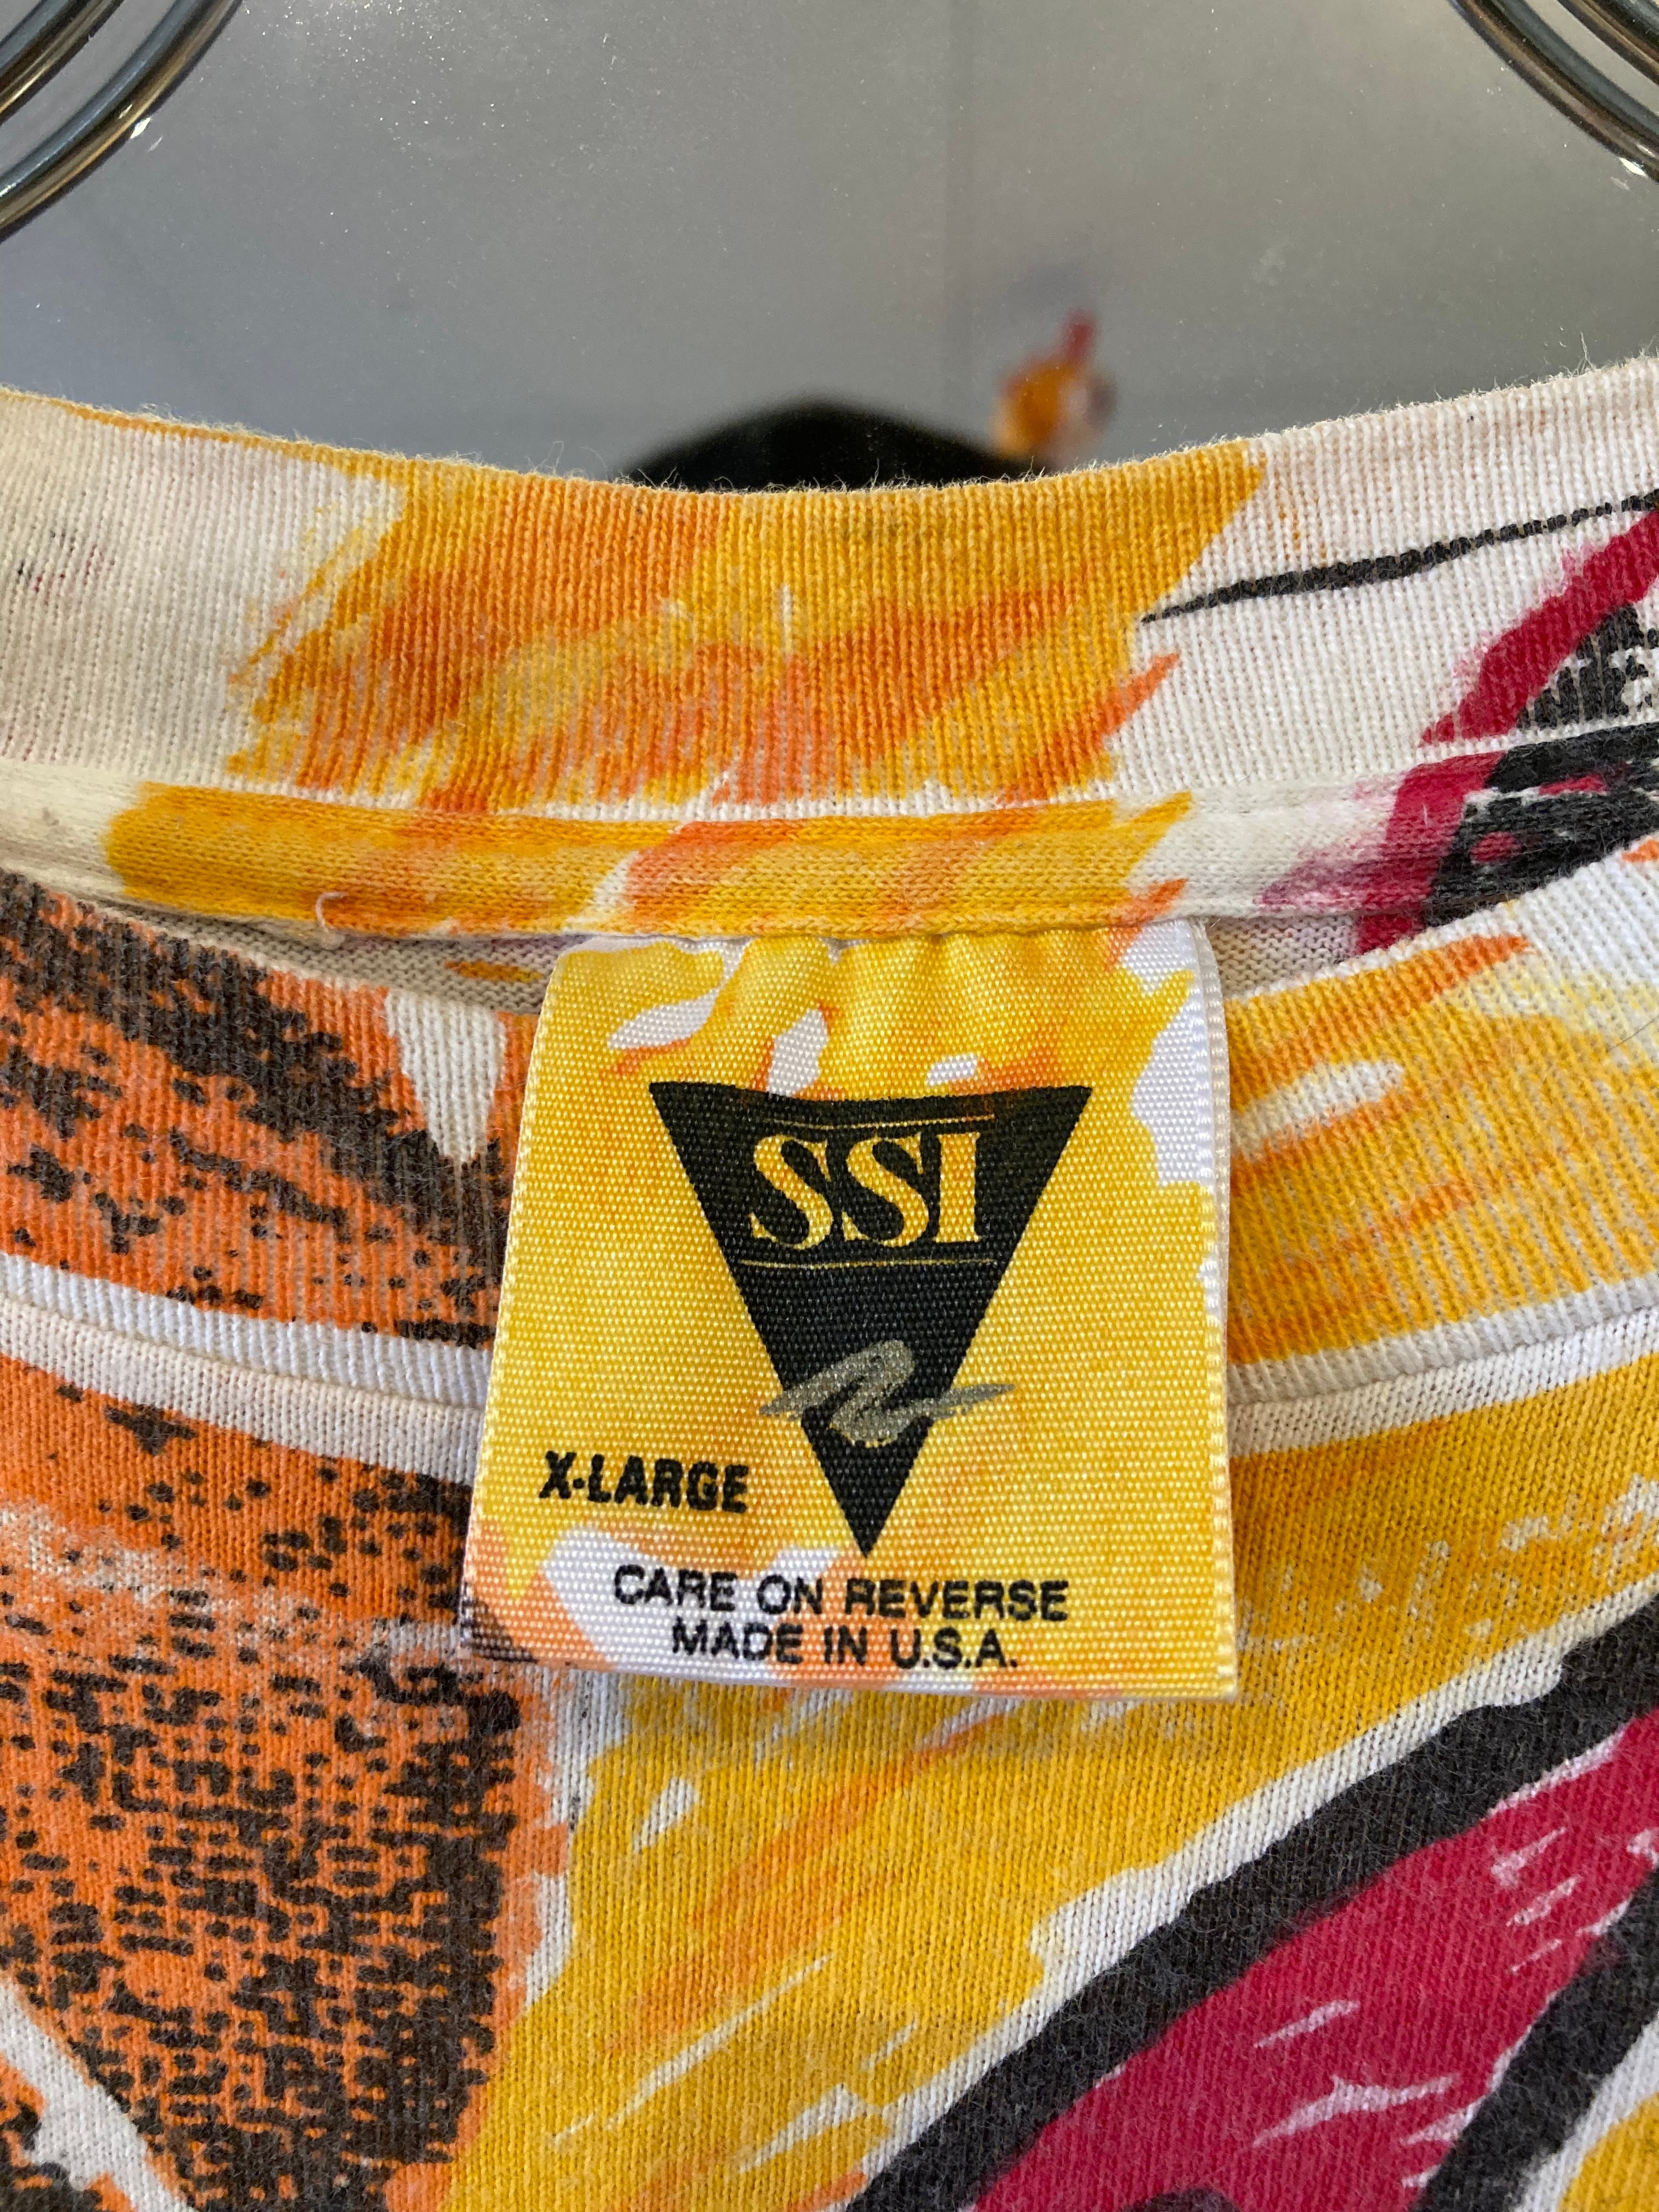 SSI
X-LARGE
CARE ON REVERSE
MADE IN U.S.A.